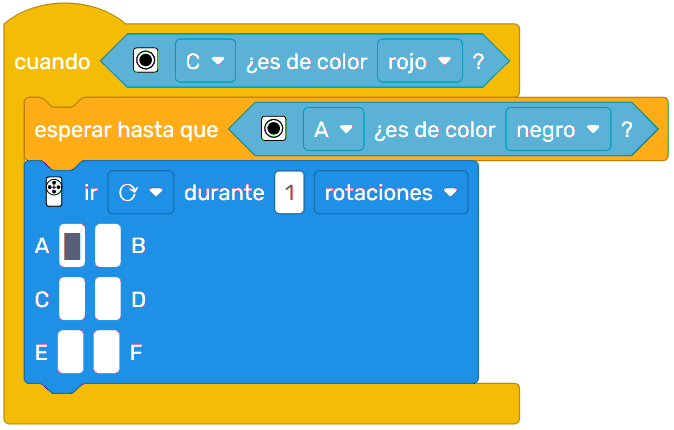 cuando C ¿es de color rojo ?
esperar hasta que A ¿es de color negro ?
ir durante 1 rotaciones
A B
C D
E F